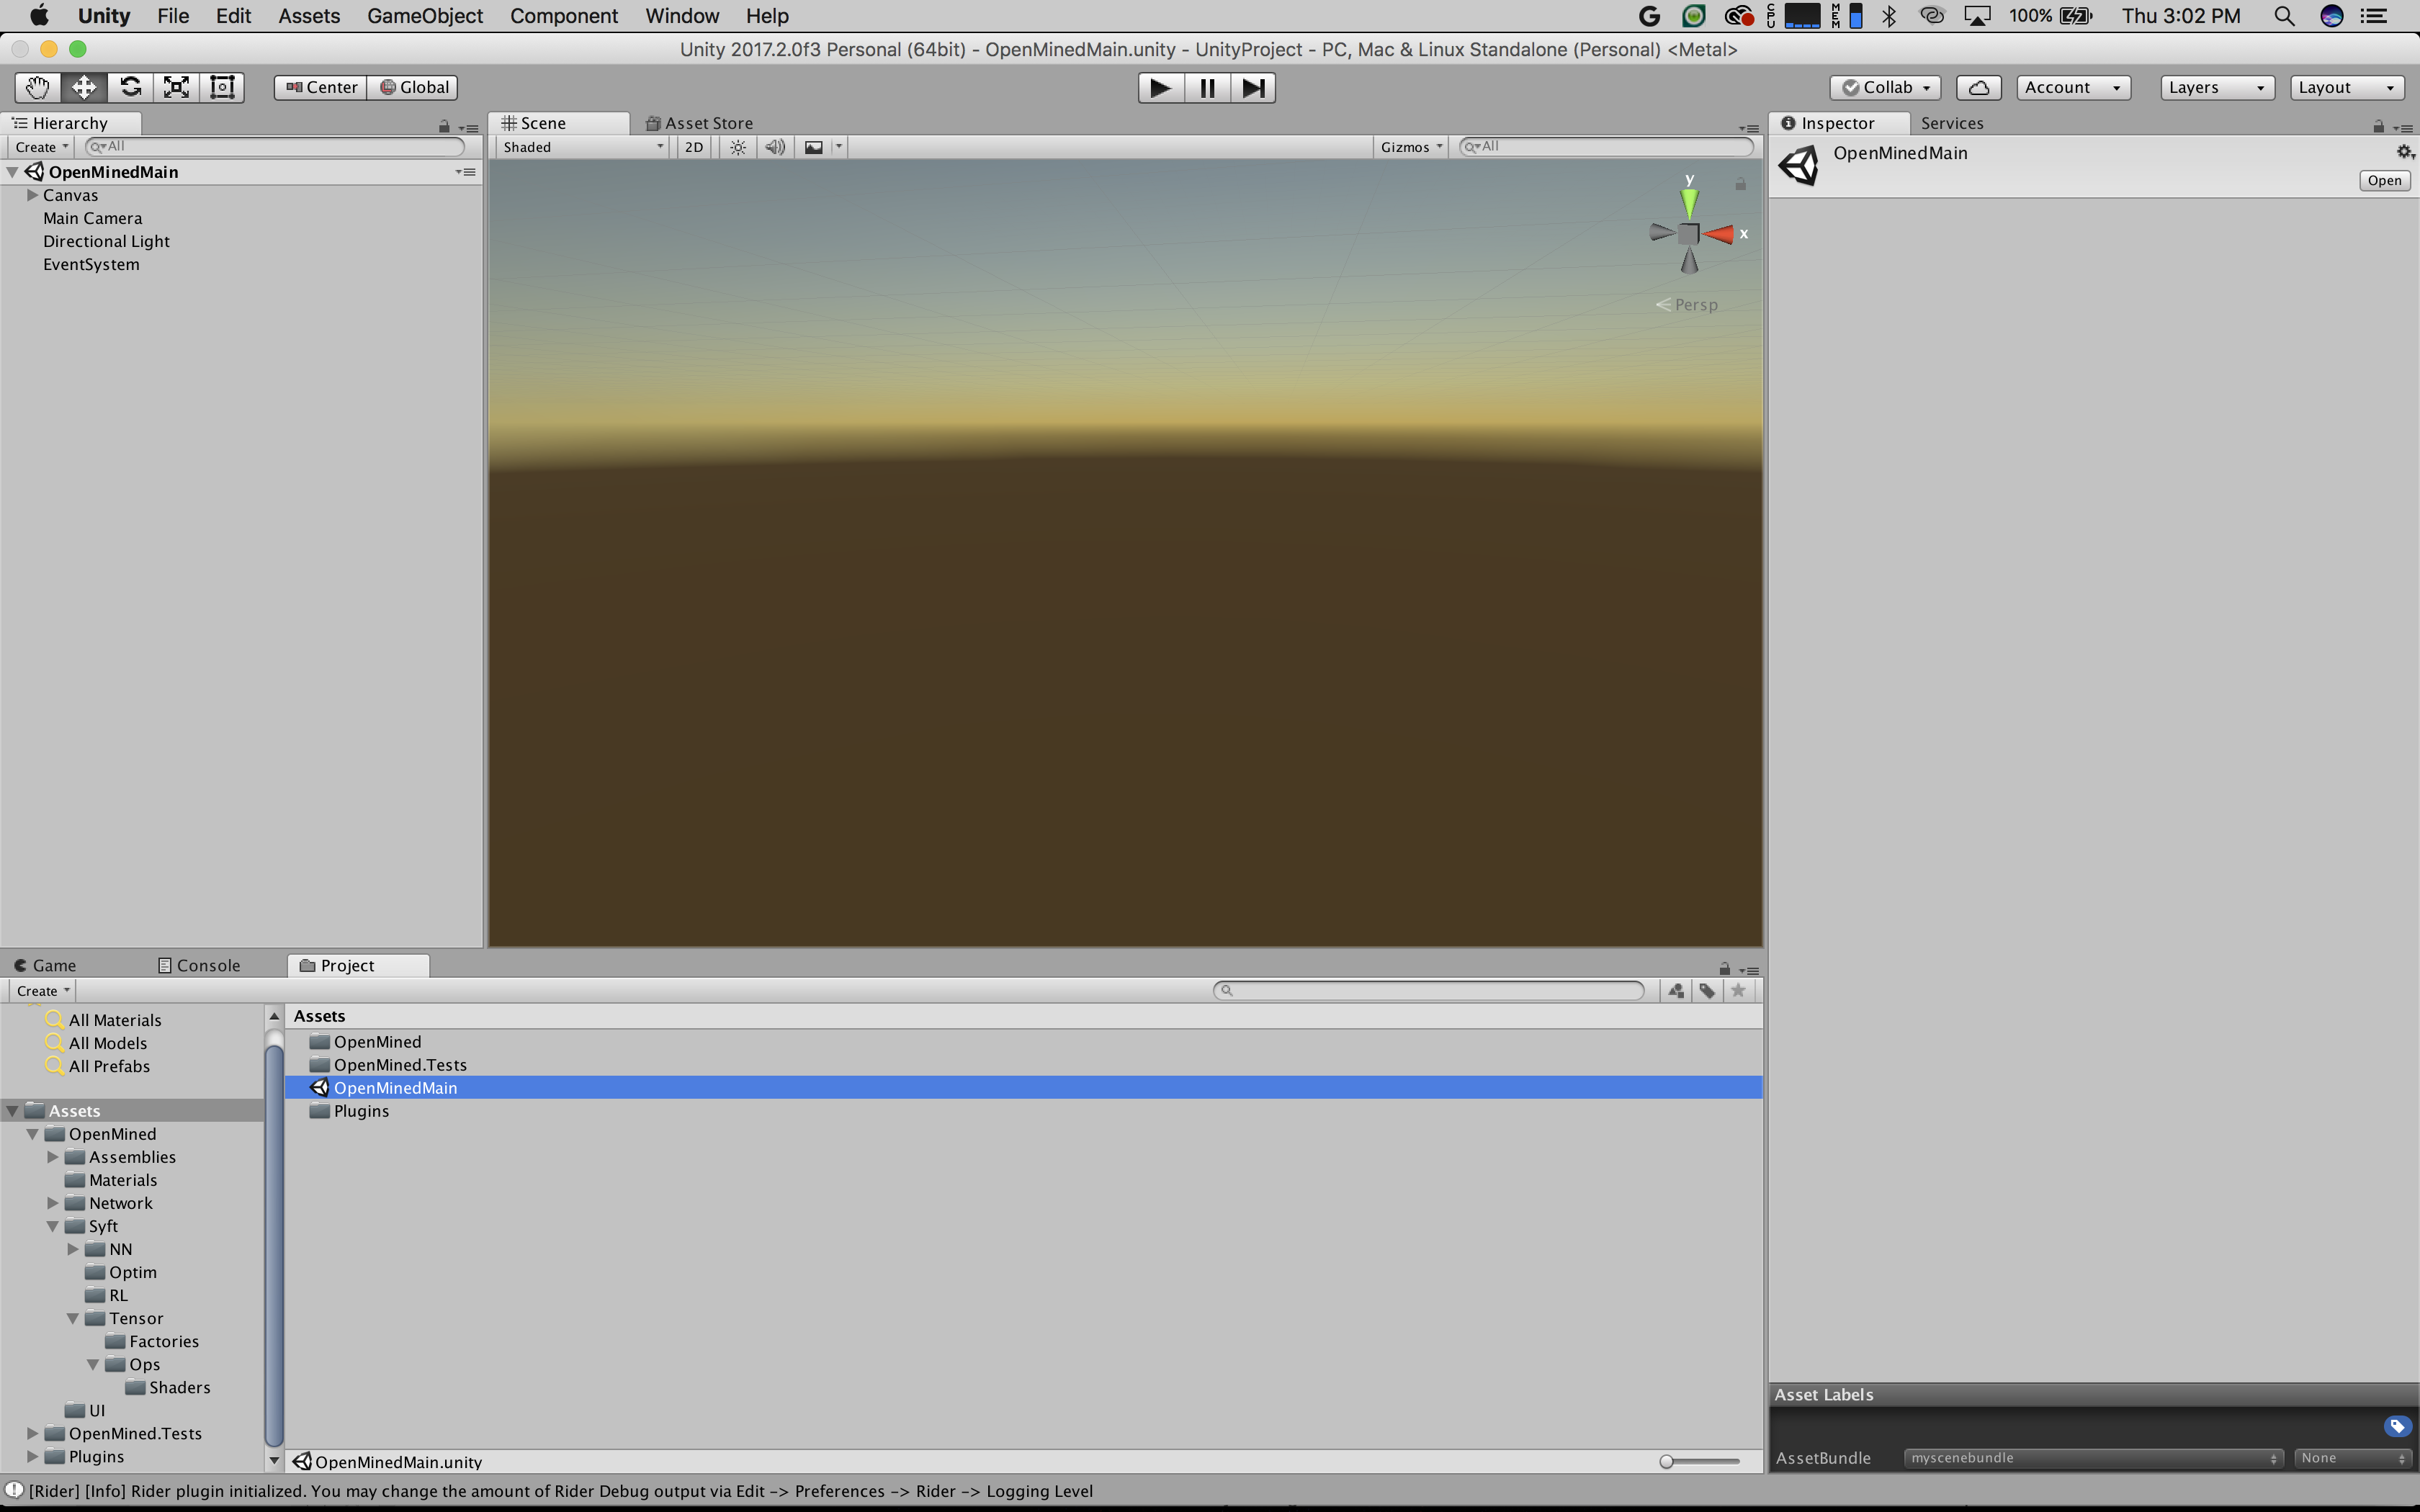 Unity File Edit Assets GameObject Component Window Help G CPU MEM 100% Thu 3:02 PM
Unity 2017.2.0f3 Personal (64bit) - OpenMinedMain.unity - UnityProject - PC, Mac & Linux Standalone (Personal) <Metal>
Center Global Collab Account Layers Layout
Hierarchy Scene Asset Store Inspector Services
Create All Shaded 2D Gizmos All
OpenMinedMain
Canvas
Main Camera
Directional Light
EventSystem
y
x
Persp
OpenMinedMain
Open
Game Console Project
Create
All Materials
All Models
All Prefabs
Assets
OpenMined
Assemblies
Materials
Network
Syft
NN
Optim
RL
Tensor
Factories
Ops
Shaders
UI
OpenMined.Tests
Plugins
Assets
OpenMined
OpenMined.Tests
OpenMinedMain
Plugins
OpenMinedMain.unity
Asset Labels
AssetBundle myscenebundle None
[Rider] [Info] Rider plugin initialized. You may change the amount of Rider Debug output via Edit -> Preferences -> Rider -> Logging Level